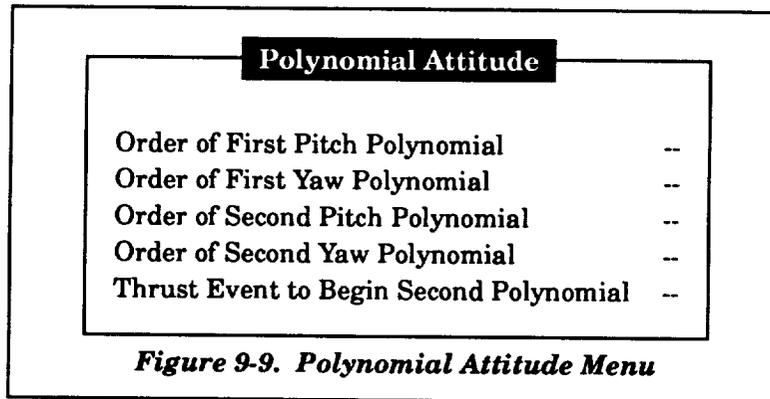 Polynomial Attitude
Order of First Pitch Polynomial --
Order of First Yaw Polynomial --
Order of Second Pitch Polynomial --
Order of Second Yaw Polynomial --
Thrust Event to Begin Second Polynomial --
Figure 9-9. Polynomial Attitude Menu